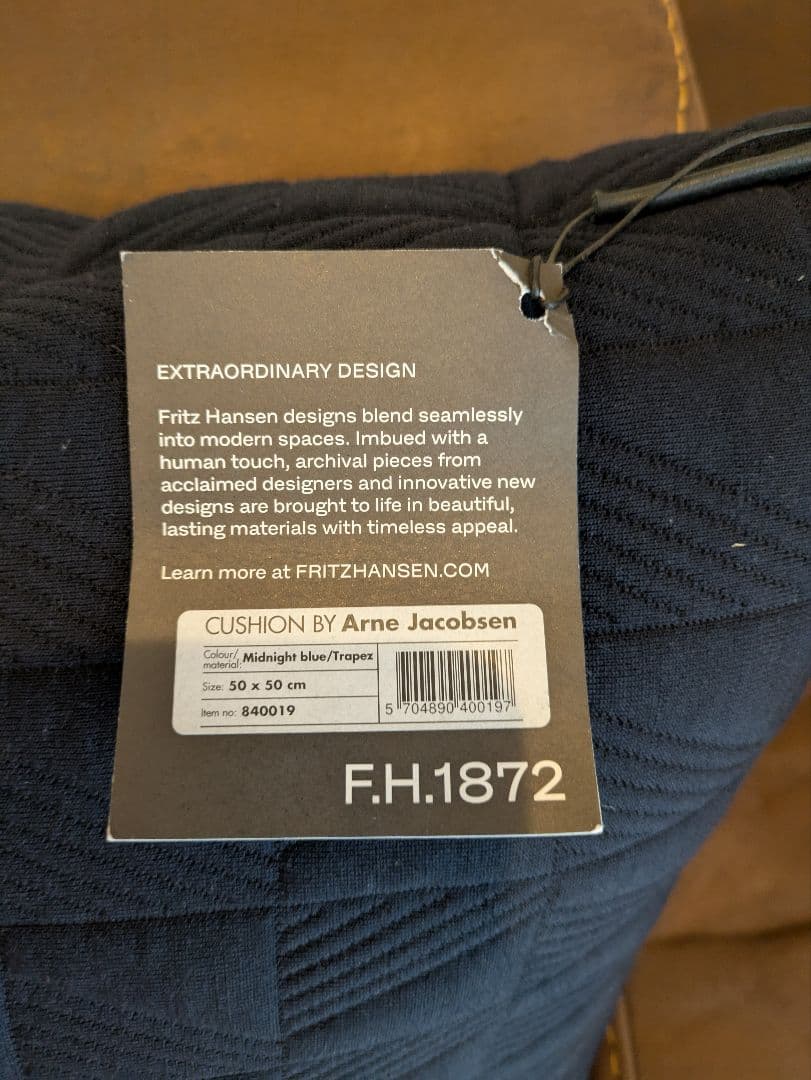 EXTRAORDINARY DESIGN
Fritz Hansen designs blend seamlessly
into modern spaces. Imbued with a
human touch, archival pieces from
acclaimed designers and innovative new
designs are brought to life in beautiful,
lasting materials with timeless appeal.
Learn more at FRITZHANSEN.COM
CUSHION BY Arne Jacobsen
Colour/
material: Midnight blue/Trapez
Size: 50 x 50 cm
Item no: 840019
5 704890 400197
F.H.1872